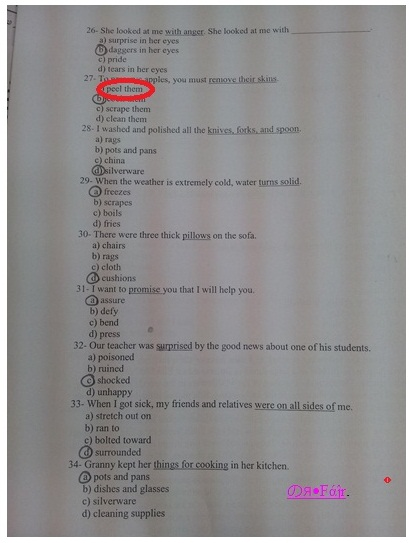 26- She looked at me with anger. She looked at me with
a) surprise in her eyes
b) daggers in her eyes
c) pride
d) tears in her eyes
27- To apples, you must remove their skins.
peel them
b)
c) scrape them
d) clean them
28- I washed and polished all the knives, forks, and spoon.
a) rags
b) pots and pans
c) china
d) silverware
29- When the weather is extremely cold, water turns solid.
a) freezes
b) scrapes
c) boils
d) fries
30- There were three thick pillows on the sofa.
a) chairs
b) rags
c) cloth
d) cushions
31- I want to promise you that I will help you.
a) assure
b) defy
c) bend
d) press
32- Our teacher was surprised by the good news about one of his students.
a) poisoned
b) ruined
c) shocked
d) unhappy
33- When I got sick, my friends and relatives were on all sides of me.
a) stretch out on
b) ran to
c) bolted toward
d) surrounded
34- Granny kept her things for cooking in her kitchen.
a) pots and pans
b) dishes and glasses
c) silverware
d) cleaning supplies